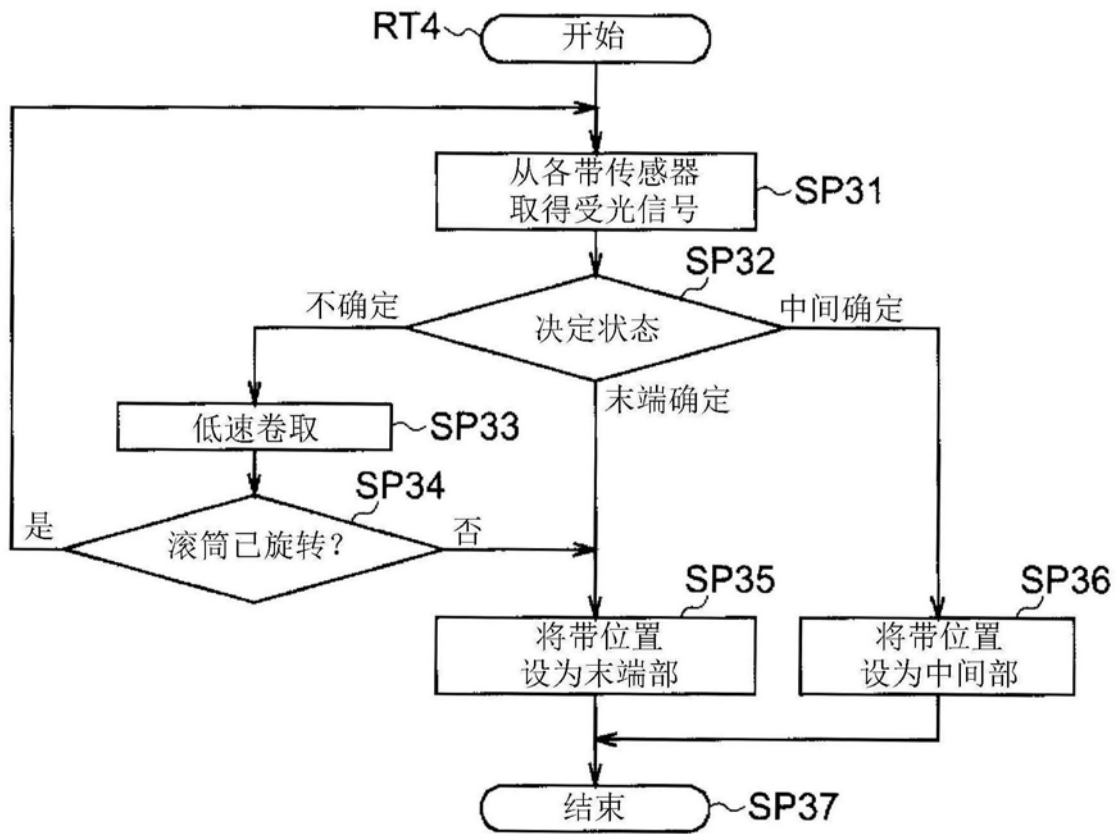 RT4
开始
从各带传感器
取得受光信号
SP31
SP32
不确定
决定状态
中间确定
末端确定
低速卷取
SP33
SP34
是
滚筒已旋转？
否
SP35
将带位置
设为末端部
SP36
将带位置
设为中间部
结束
SP37